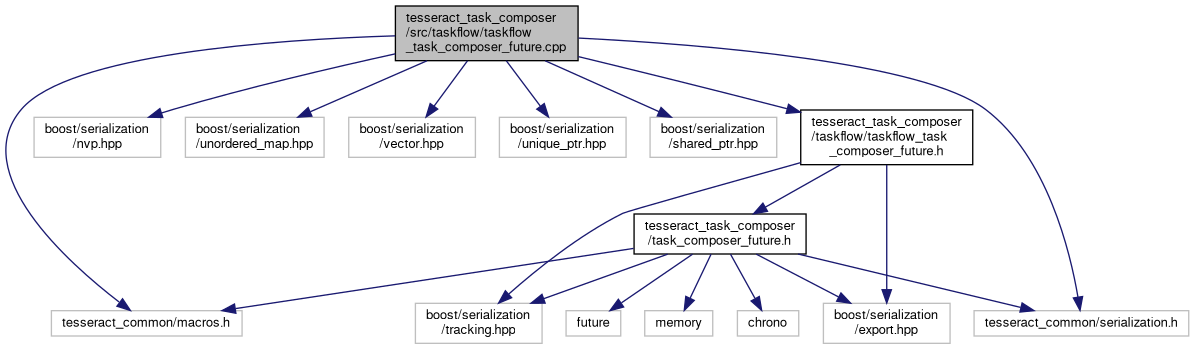 tesseract_task_composer
/src/taskflow/taskflow
_task_composer_future.cpp
boost/serialization
/nvp.hpp
boost/serialization
/unordered_map.hpp
boost/serialization
/vector.hpp
boost/serialization
/unique_ptr.hpp
boost/serialization
/shared_ptr.hpp
tesseract_task_composer
/taskflow/taskflow_task
_composer_future.h
tesseract_task_composer
/task_composer_future.h
tesseract_common/macros.h
boost/serialization
/tracking.hpp
future
memory
chrono
boost/serialization
/export.hpp
tesseract_common/serialization.h